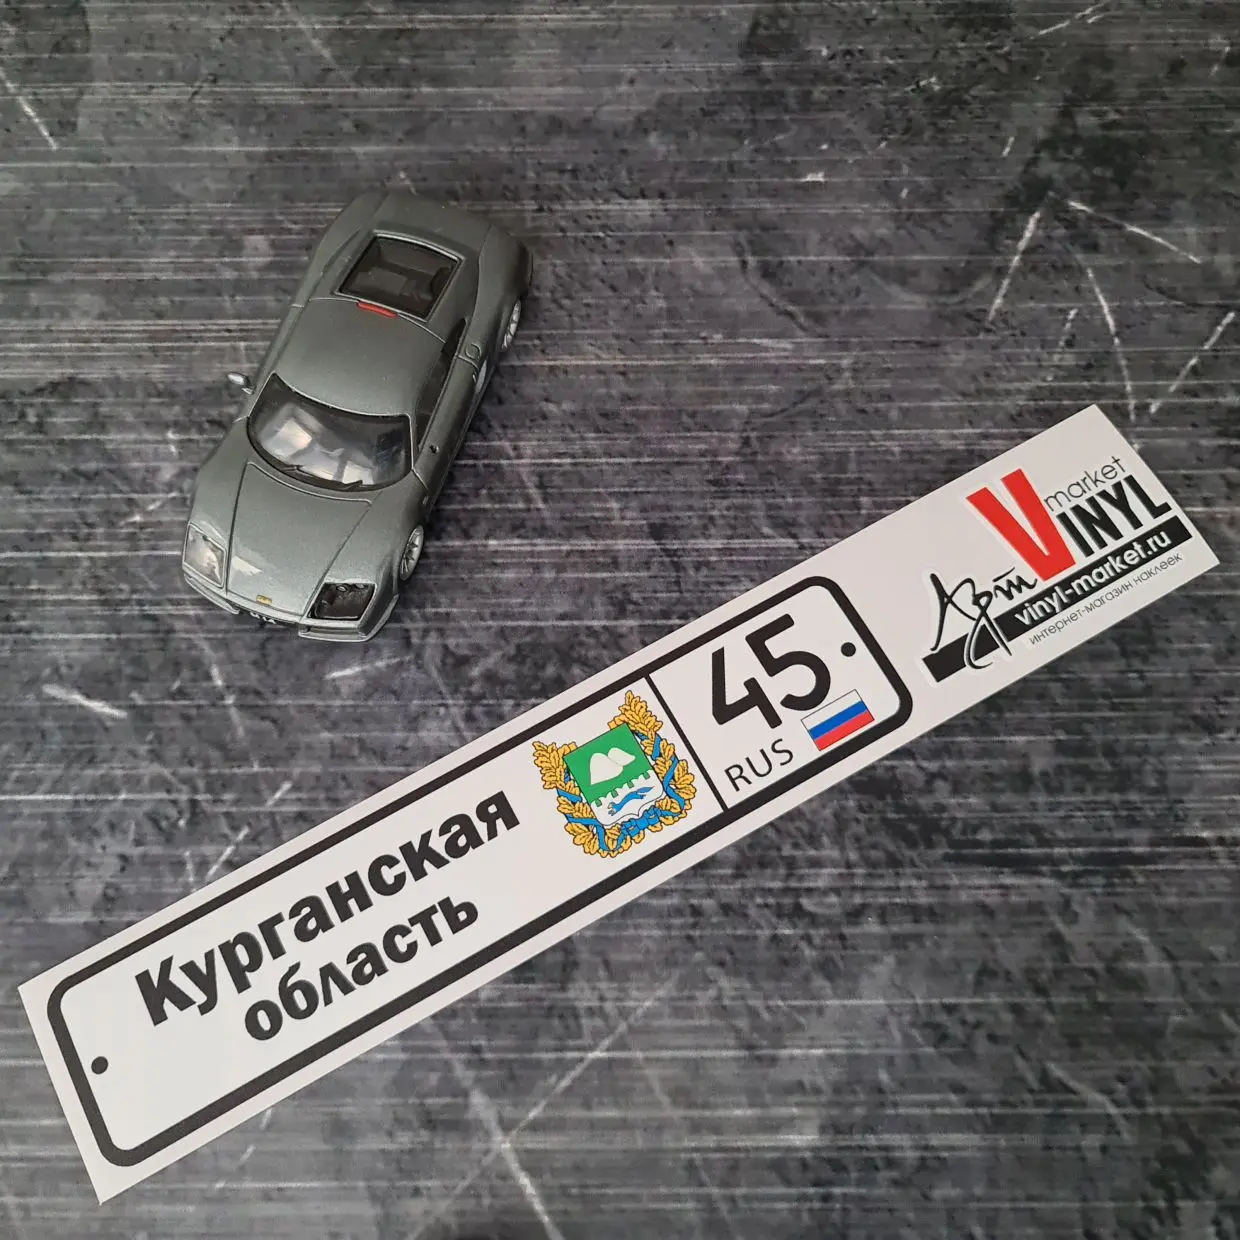 Курганская
область
45
RUS
Арт
market
VINYL
vinyl-market.ru
интернет-магазин наклеек